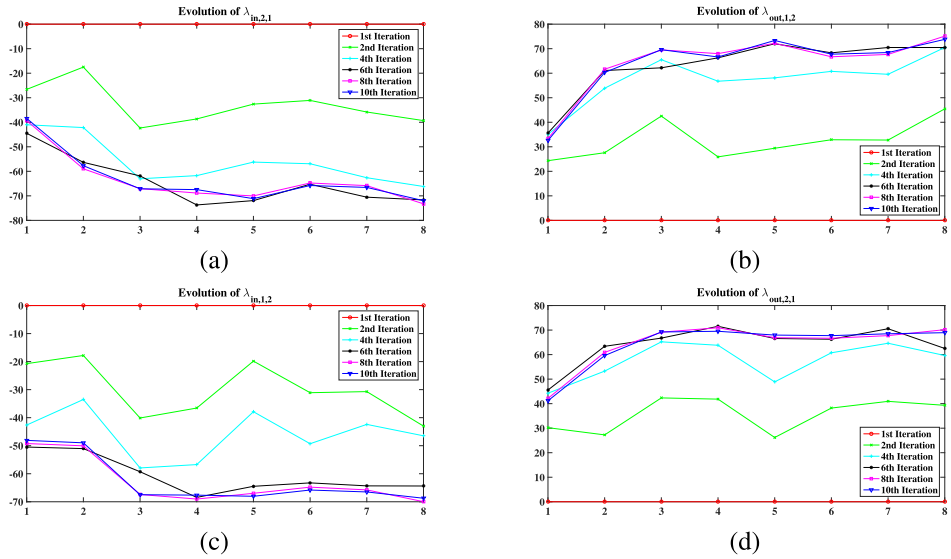 Evolution of λin,2,1
0
-10
-20
-30
-40
-50
-60
-70
-80
1 2 3 4 5 6 7 8
1st Iteration
2nd Iteration
4th Iteration
6th Iteration
8th Iteration
10th Iteration
(a)
Evolution of λout,1,2
80
70
60
50
40
30
20
10
0
1 2 3 4 5 6 7 8
1st Iteration
2nd Iteration
4th Iteration
6th Iteration
8th Iteration
10th Iteration
(b)
Evolution of λin,1,2
0
-10
-20
-30
-40
-50
-60
-70
1 2 3 4 5 6 7 8
1st Iteration
2nd Iteration
4th Iteration
6th Iteration
8th Iteration
10th Iteration
(c)
Evolution of λout,2,1
80
70
60
50
40
30
20
10
0
1 2 3 4 5 6 7 8
1st Iteration
2nd Iteration
4th Iteration
6th Iteration
8th Iteration
10th Iteration
(d)